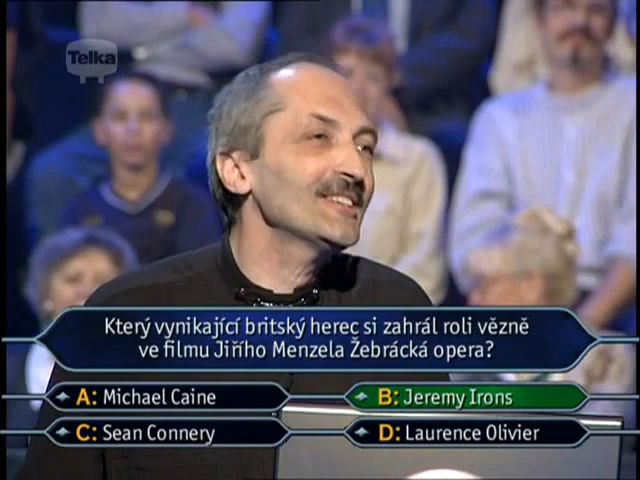 Telka
Který vynikající britský herec si zahrál roli vězně
ve filmu Jiřího Menzela Žebrácká opera?
A: Michael Caine
B: Jeremy Irons
C: Sean Connery
D: Laurence Olivier